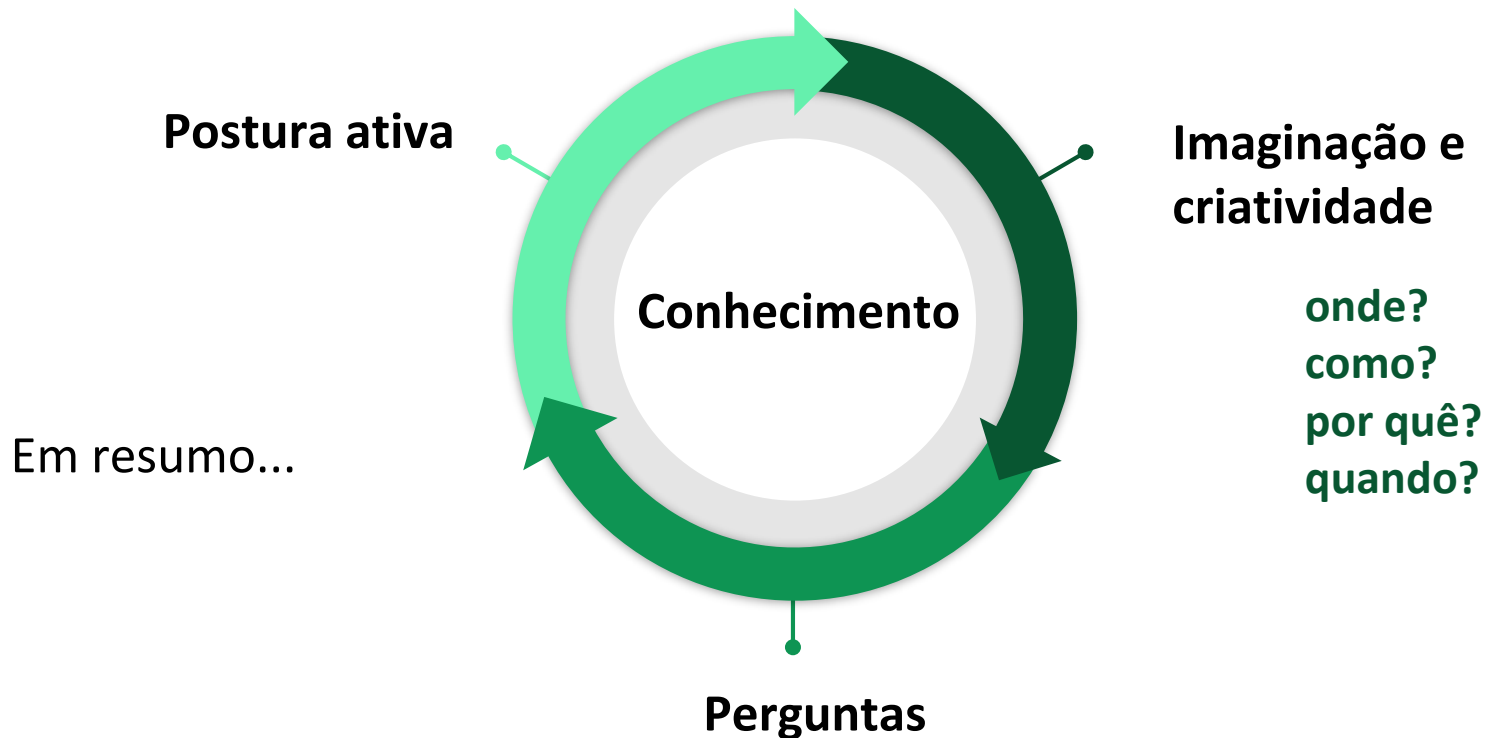 Postura ativa
Imaginação e
criatividade
Conhecimento
onde?
como?
por quê?
quando?
Em resumo...
Perguntas